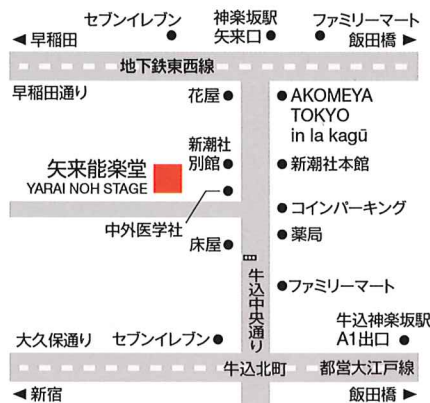 セブンイレブン
神楽坂駅
矢来口
ファミリーマート
早稲田
飯田橋
地下鉄東西線
早稲田通り
花屋
AKOMEYA
TOKYO
in la kagū
新潮社
別館
新潮社本館
矢来能楽堂
YARAI NOH STAGE
中外医学社
コインパーキング
床屋
薬局
牛込中央通り
ファミリーマート
牛込神楽坂駅
A1出口
大久保通り
セブンイレブン
牛込北町
都営大江戸線
新宿
飯田橋